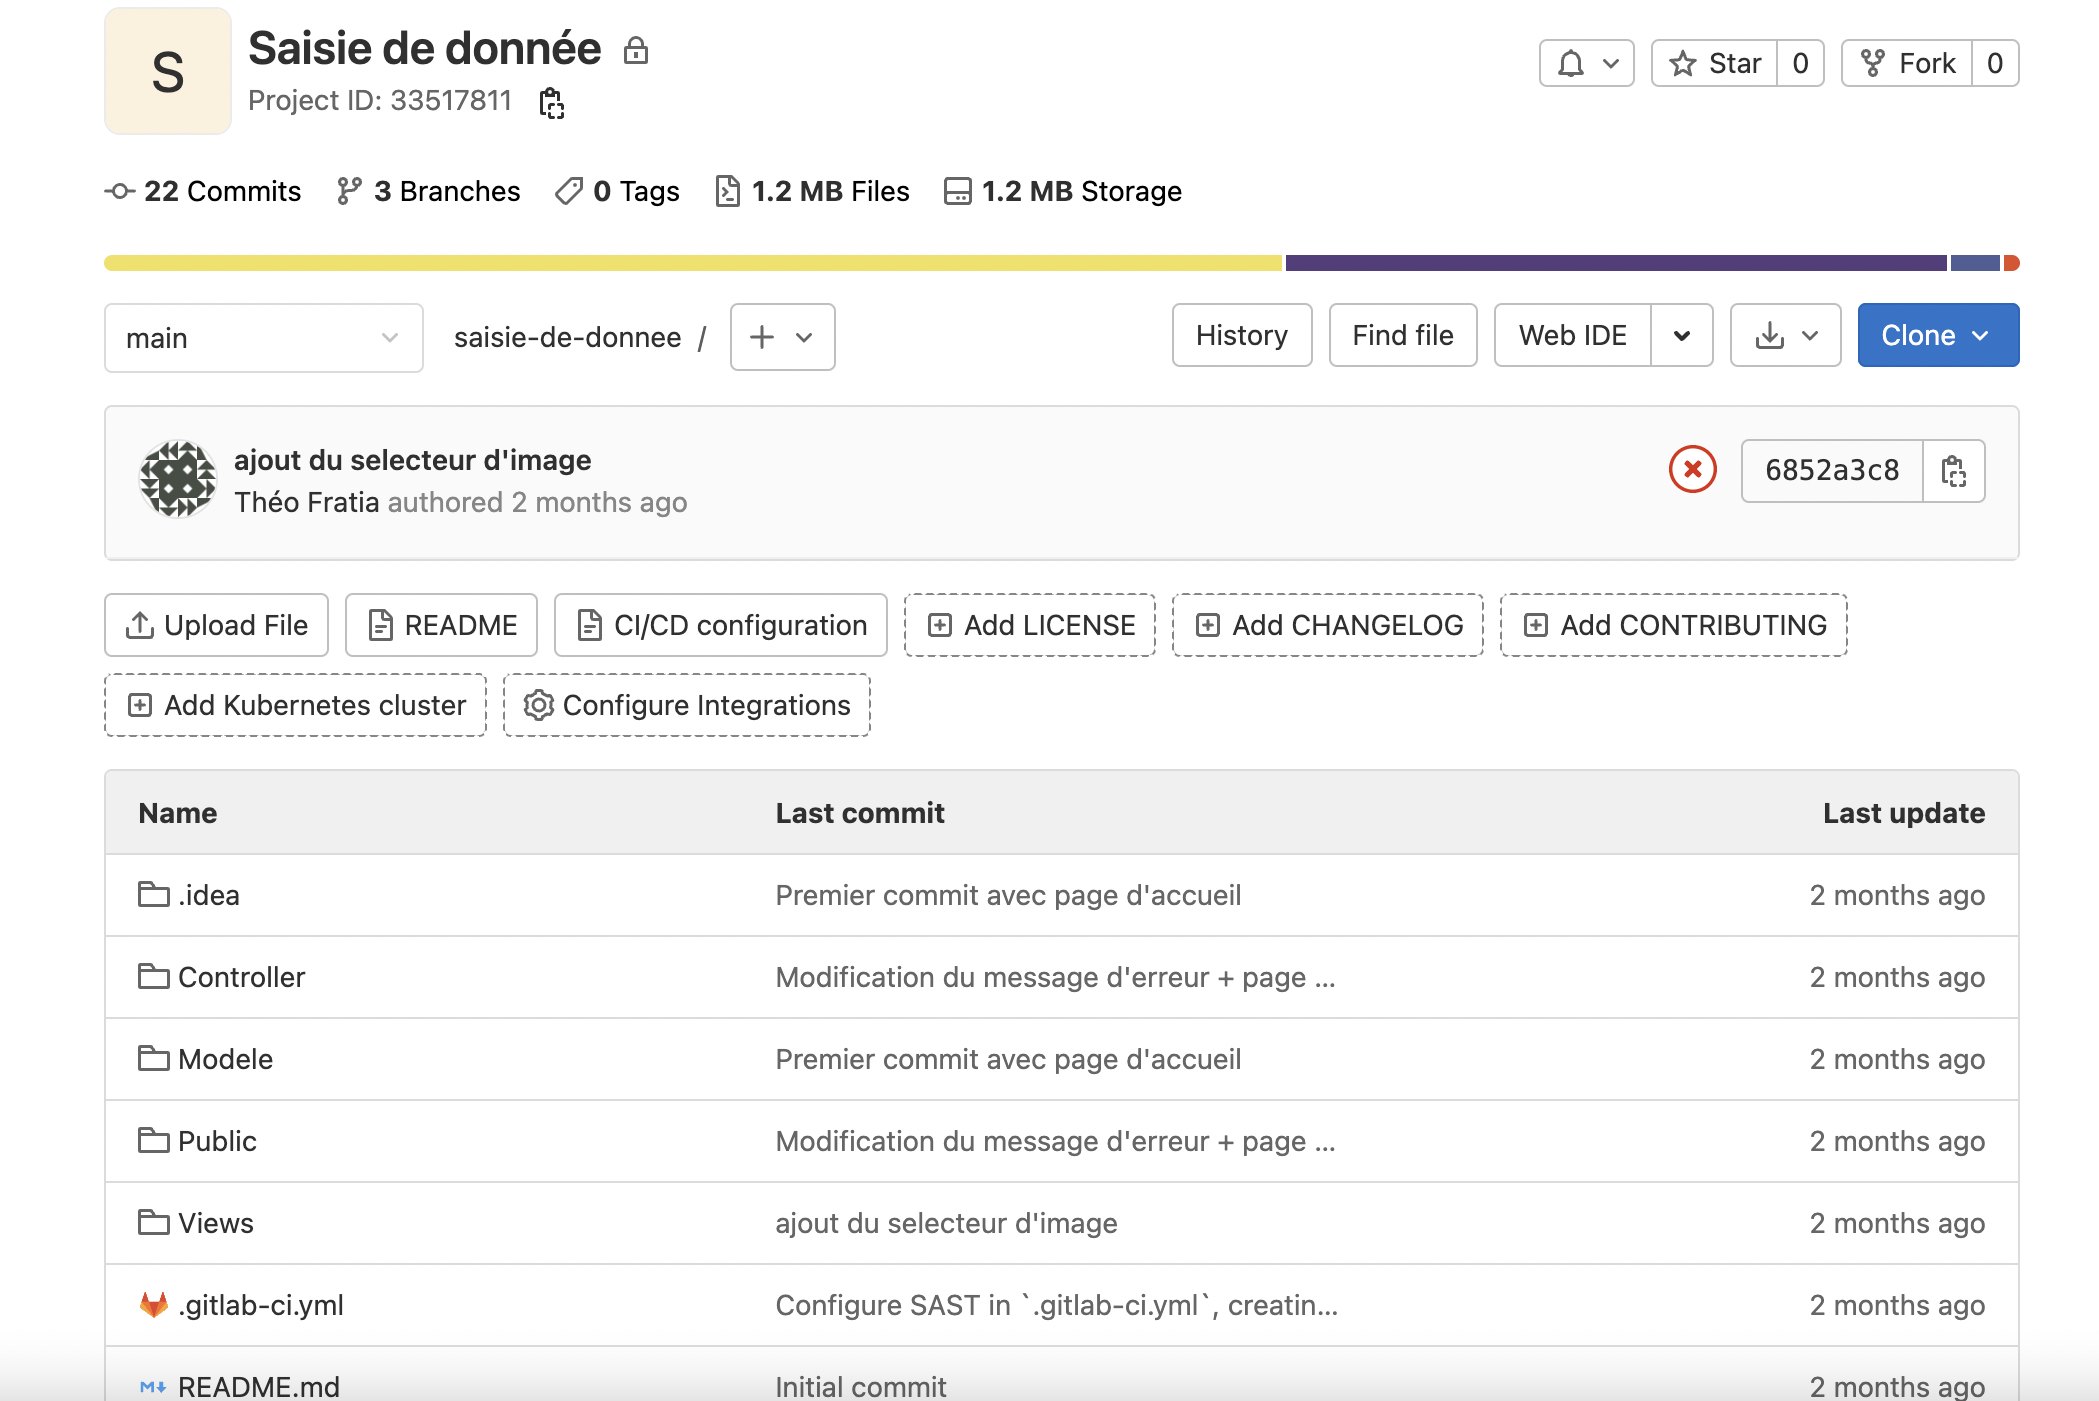 S
Saisie de donnée
Project ID: 33517811
Star 0
Fork 0
22 Commits 3 Branches 0 Tags 1.2 MB Files 1.2 MB Storage
main saisie-de-donnee / History Find file Web IDE Clone
ajout du selecteur d'image
Théo Fratia authored 2 months ago
6852a3c8
Upload File README CI/CD configuration Add LICENSE Add CHANGELOG Add CONTRIBUTING
Add Kubernetes cluster Configure Integrations
Name Last commit Last update
.idea Premier commit avec page d'accueil 2 months ago
Controller Modification du message d'erreur + page ... 2 months ago
Modele Premier commit avec page d'accueil 2 months ago
Public Modification du message d'erreur + page ... 2 months ago
Views ajout du selecteur d'image 2 months ago
.gitlab-ci.yml Configure SAST in `.gitlab-ci.yml`, creatin... 2 months ago
README.md Initial commit 2 months ago